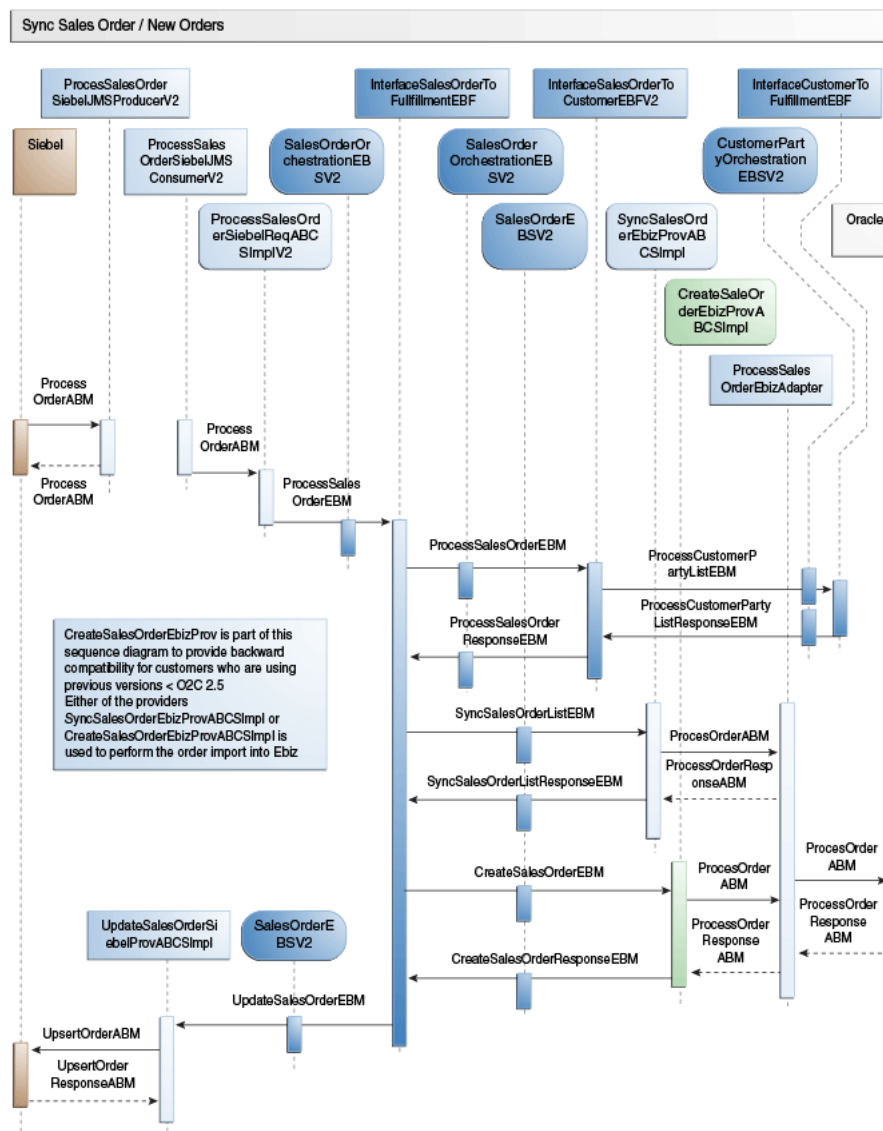 Sync Sales Order / New Orders
ProcessSalesOrder
SiebelJMSProducerV2
InterfaceSalesOrderTo
FullfillmentEBF
InterfaceSalesOrderTo
CustomerEBFV2
InterfaceCustomerTo
FulfillmentEBF
Siebel
ProcessSales
OrderSiebelJMS
ConsumerV2
SalesOrderOr
chestrationEB
SV2
SalesOrder
OrchestrationEB
SV2
CustomerPar
tyOrchestration
EBSV2
ProcessSalesOrd
erSiebelReqABC
SImplV2
SalesOrderE
BSV2
SyncSalesOrd
erEbizProvAB
CSImpl
Oracle
CreateSaleOr
derEbizProvA
BCSImpl
ProcessSales
OrderEbizAdapter
Process
OrderABM
Process
OrderABM
Process
OrderABM
ProcessSales
OrderEBM
ProcessSalesOrderEBM
ProcessCustomerP
artyListEBM
ProcessCustomerParty
ListResponseEBM
ProcessSalesOrder
ResponseEBM
CreateSalesOrderEbizProv is part of this
sequence diagram to provide backward
compatibility for customers who are using
previous versions < O2C 2.5
Either of the providers
SyncSalesOrderEbizProvABCSImpl or
CreateSalesOrderEbizProvABCSImpl is
used to perform the order import into Ebiz
SyncSalesOrderListEBM
ProcesOrderABM
ProcessOrderResp
onseABM
SyncSalesOrderListResponseEBM
ProcesOrder
ABM
CreateSalesOrderEBM
ProcesOrder
ABM
ProcessOrder
Response
ABM
ProcessOrder
Response
ABM
CreateSalesOrderResponseEBM
UpdateSalesOrderSi
ebelProvABCSImpl
SalesOrderE
BSV2
UpdateSalesOrderEBM
UpsertOrderABM
UpsertOrder
ResponseABM